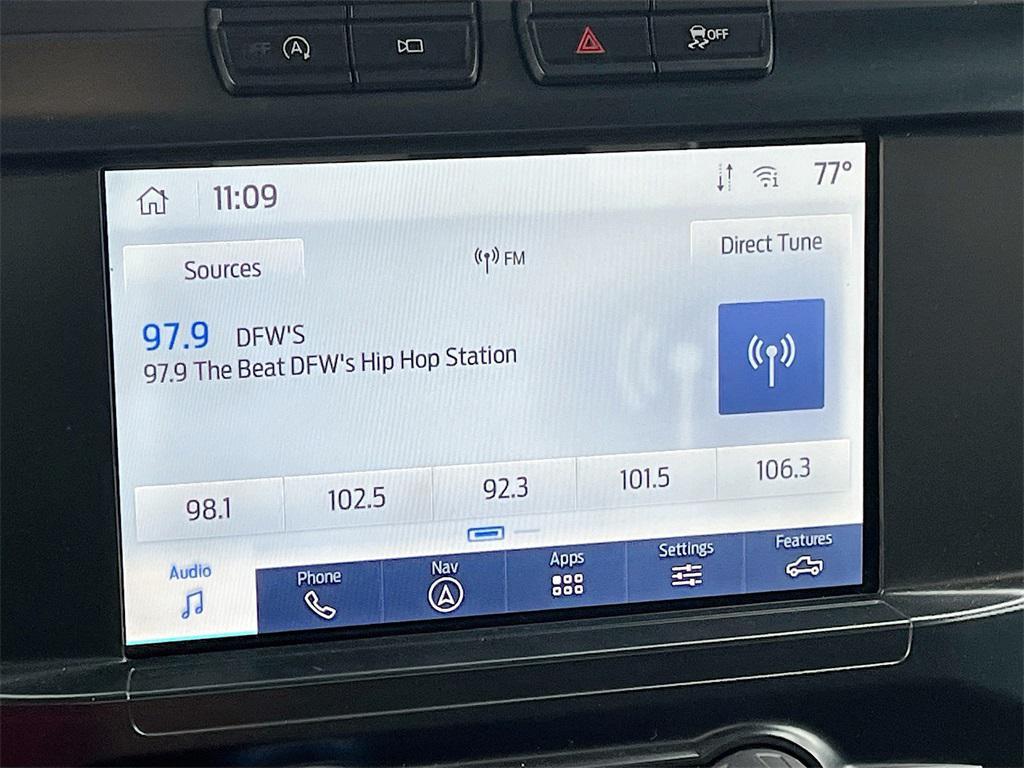 OFF A
OFF
11:09
77°
Sources
FM
Direct Tune
97.9 DFW'S
97.9 The Beat DFW's Hip Hop Station
98.1
102.5
92.3
101.5
106.3
Audio
Phone
Nav
Apps
Settings
Features